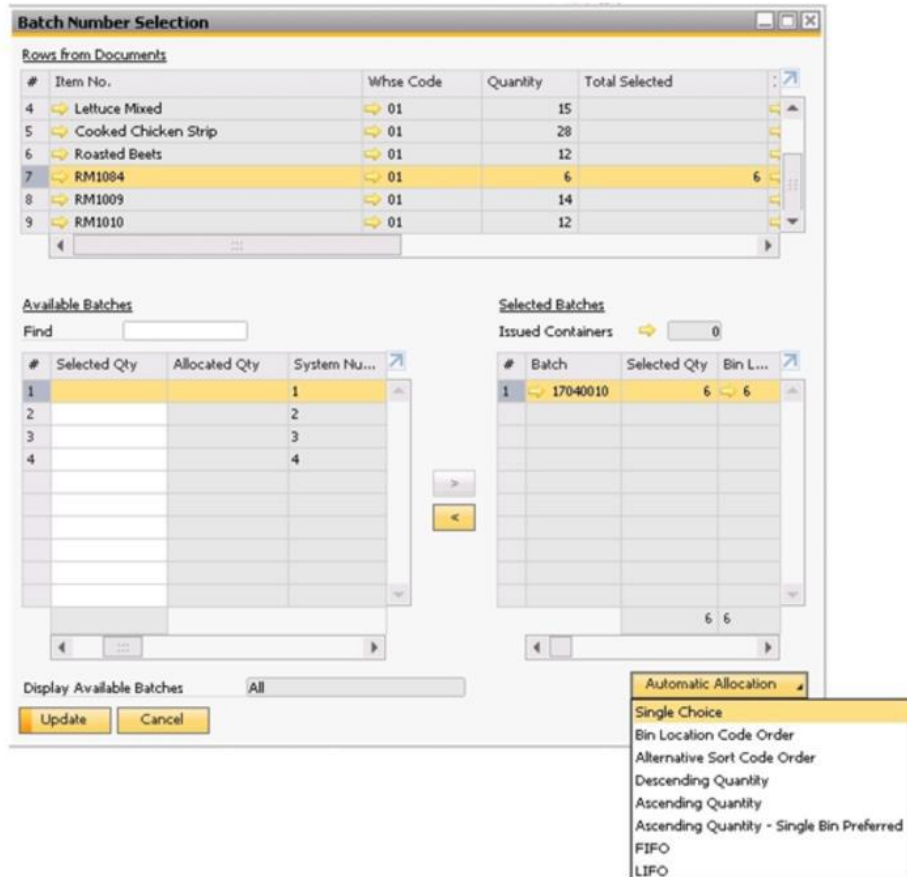 Batch Number Selection
Rows from Documents
# Item No. Whse Code Quantity Total Selected
4 Lettuce Mixed 01 15
5 Cooked Chicken Strip 01 28
6 Roasted Beets 01 12
7 RM1084 01 6 6
8 RM1009 01 14
9 RM1010 01 12
Available Batches Selected Batches
Find Issued Containers 0
# Selected Qty Allocated Qty System Nu... # Batch Selected Qty Bin L...
1 1 1 17040010 6 6
2 2
3 3
4 4
>
<
6 6
Display Available Batches All Automatic Allocation
Update Cancel Single Choice
Bin Location Code Order
Alternative Sort Code Order
Descending Quantity
Ascending Quantity
Ascending Quantity - Single Bin Preferred
FIFO
LIFO